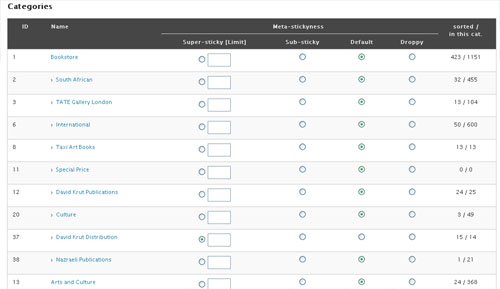 Categories
ID Name Meta-stickyness sorted / in this cat.
Super-sticky [Limit] Sub-sticky Default Droppy
1 Bookstore 423 / 1151
2 › South African 32 / 455
3 › TATE Gallery London 13 / 104
6 › International 50 / 600
8 › Taxi Art Books 13 / 13
11 › Special Price 0 / 0
12 › David Krut Publications 24 / 25
20 › Culture 3 / 49
37 › David Krut Distribution 15 / 14
38 › Nazraeli Publications 1 / 21
13 Arts and Culture 24 / 368